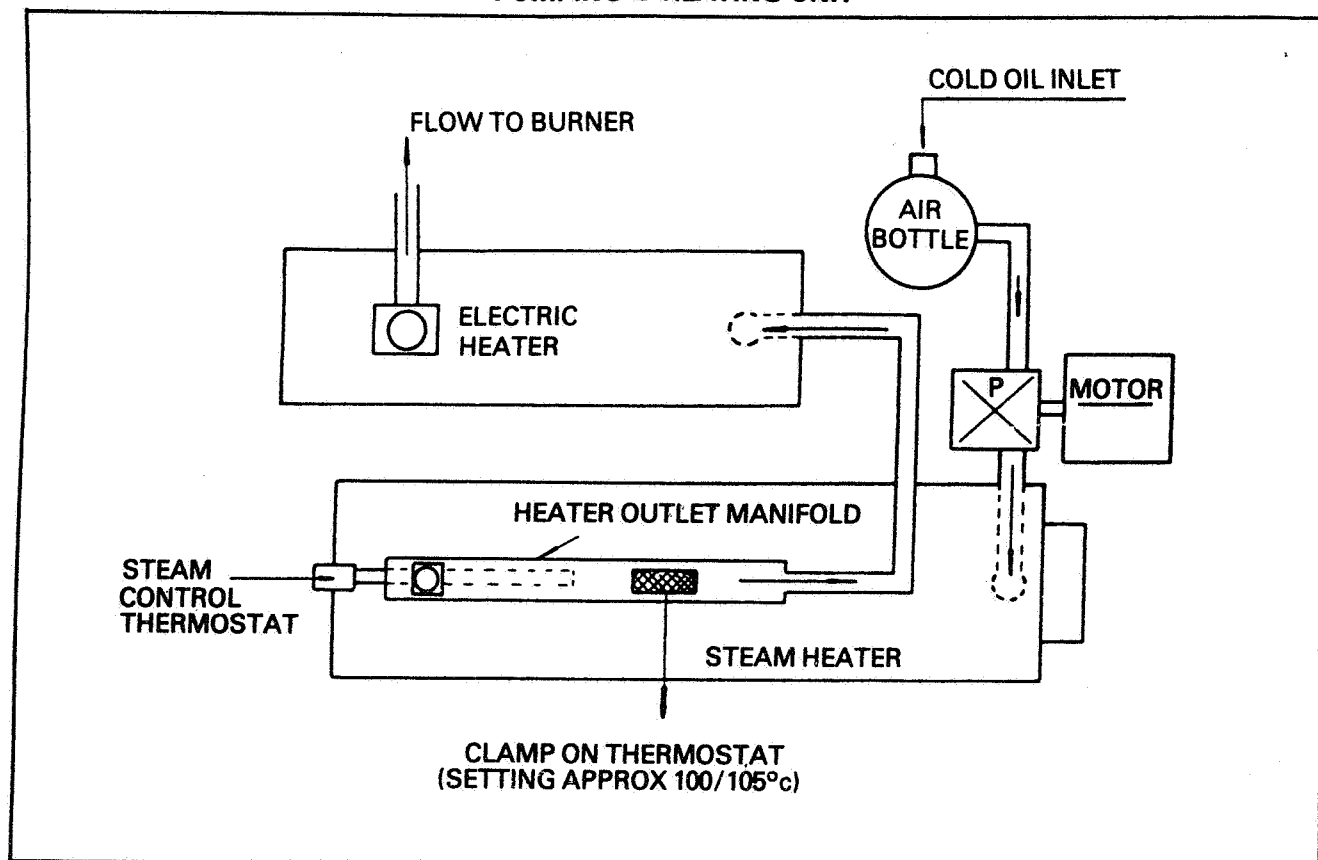 COLD OIL INLET
FLOW TO BURNER
AIR
BOTTLE
ELECTRIC
HEATER
P
MOTOR
HEATER OUTLET MANIFOLD
STEAM
CONTROL
THERMOSTAT
STEAM HEATER
CLAMP ON THERMOSTAT
(SETTING APPROX 100/105ºc)